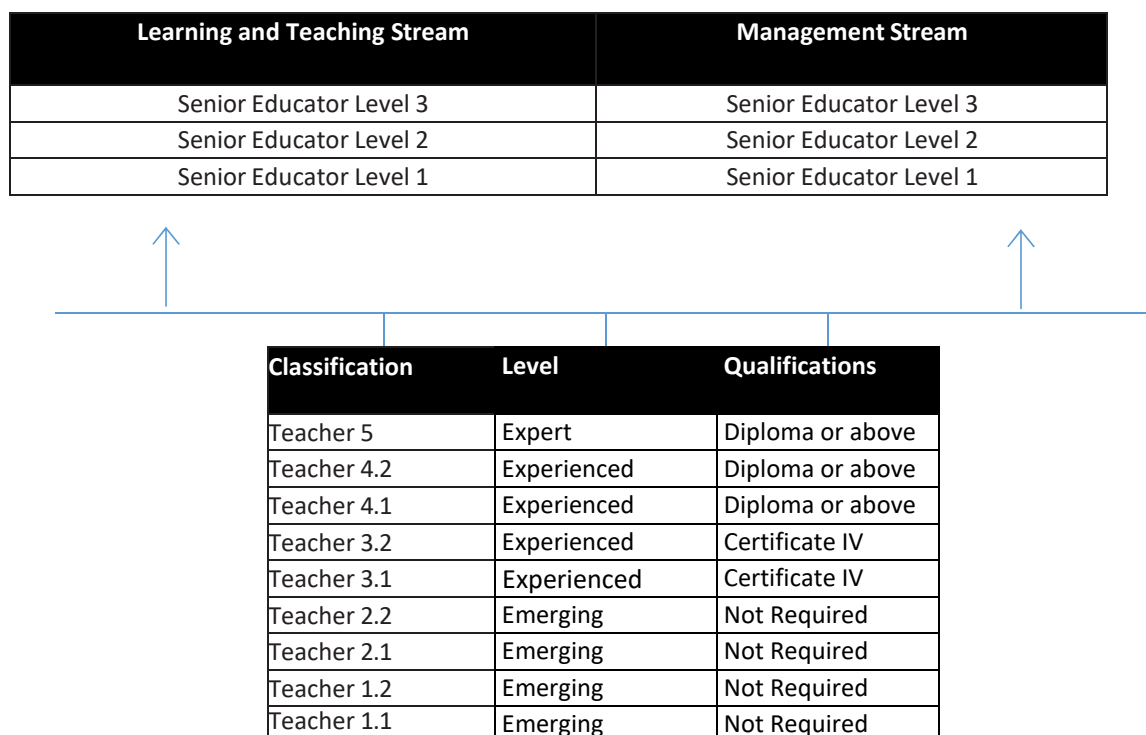 Learning and Teaching Stream Management Stream
Senior Educator Level 3 Senior Educator Level 3
Senior Educator Level 2 Senior Educator Level 2
Senior Educator Level 1 Senior Educator Level 1
Classification Level Qualifications
Teacher 5 Expert Diploma or above
Teacher 4.2 Experienced Diploma or above
Teacher 4.1 Experienced Diploma or above
Teacher 3.2 Experienced Certificate IV
Teacher 3.1 Experienced Certificate IV
Teacher 2.2 Emerging Not Required
Teacher 2.1 Emerging Not Required
Teacher 1.2 Emerging Not Required
Teacher 1.1 Emerging Not Required